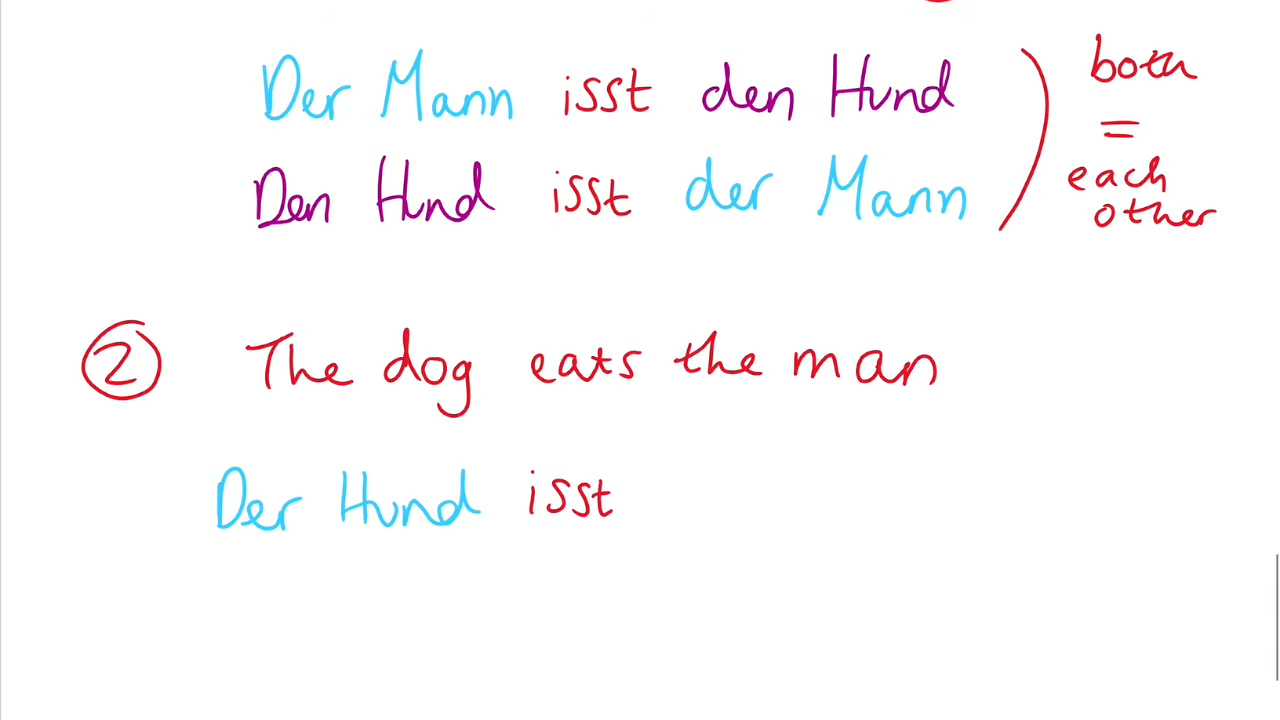 Der Mann isst den Hund
Den Hund isst der Mann
both
=
each
other
2 The dog eats the man
Der Hund isst